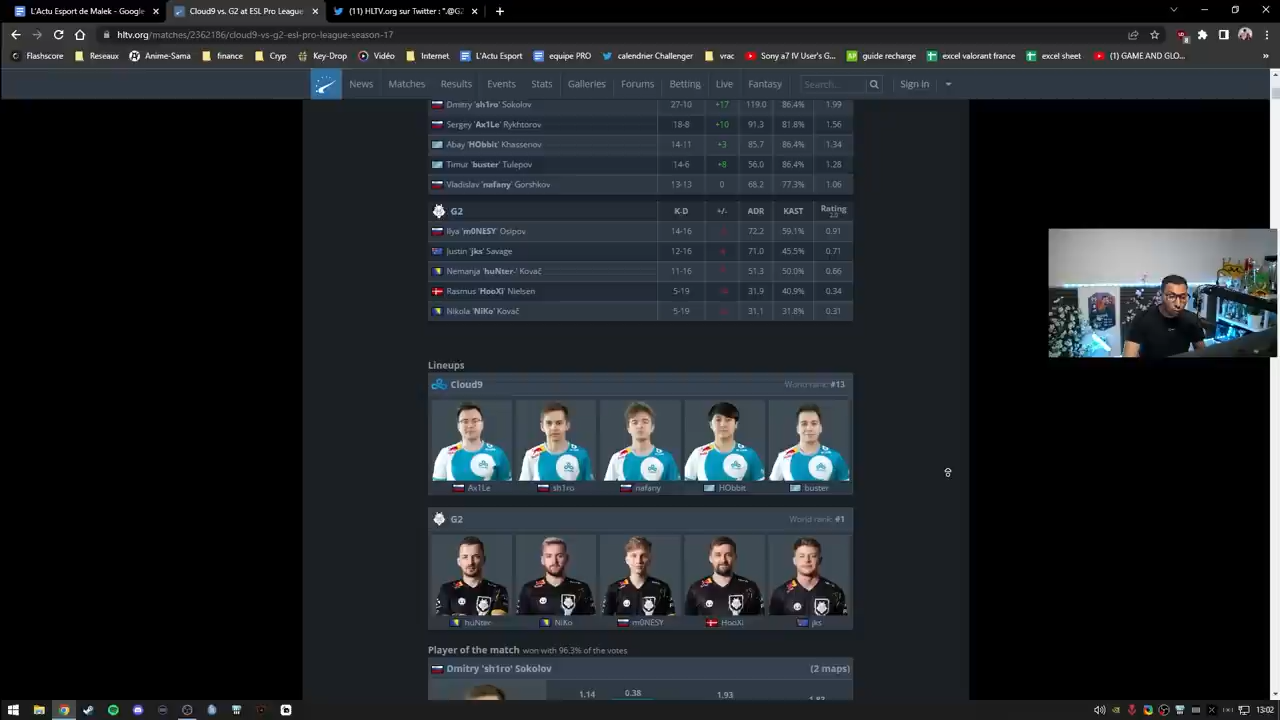 L'Actu Esport de Malek - Google
Cloud9 vs. G2 at ESL Pro League
(11) HLTV.org sur Twitter : ".@G2
hltv.org/matches/2362186/cloud9-vs-g2-esl-pro-league-season-17
Flashscore Reseaux Anime-Sama finance Cryp Key-Drop Vidéo Internet L'Actu Esport equipe PRO calendrier Challenger vrac Sony a7 IV User's G... guide recharge excel valorant france excel sheet (1) GAME AND GLO...
News Matches Results Events Stats Galleries Forums Betting Live Fantasy Search... Sign in
Dmitry 'sh1ro' Sokolov 27-10 +17 119.0 86.4% 1.99
Sergey 'Ax1Le' Rykhtorov 18-8 +10 91.3 81.8% 1.56
Abay 'HObbit' Khassenov 14-11 +3 85.7 86.4% 1.34
Timur 'buster' Tulepov 14-6 +8 56.0 86.4% 1.28
Vladislav 'nafany' Gorshkov 13-13 0 68.2 77.3% 1.06
G2 K-D +/- ADR KAST Rating
2.0
Ilya 'm0NESY' Osipov 14-16 72.2 59.1% 0.91
Justin 'jks' Savage 12-16 71.0 45.5% 0.71
Nemanja 'huNter-' Kovač 11-16 51.3 50.0% 0.66
Rasmus 'HooXi' Nielsen 5-19 31.9 40.9% 0.34
Nikola 'NiKo' Kovač 5-19 31.1 31.8% 0.31
Lineups
Cloud9 World rank: #13
Ax1Le sh1ro nafany HObbit buster
G2 World rank: #1
huNter NiKo m0NESY HooXi jks
Player of the match won with 96.3% of the votes
Dmitry 'sh1ro' Sokolov (2 maps)
1.14 0.38 1.93
13:02